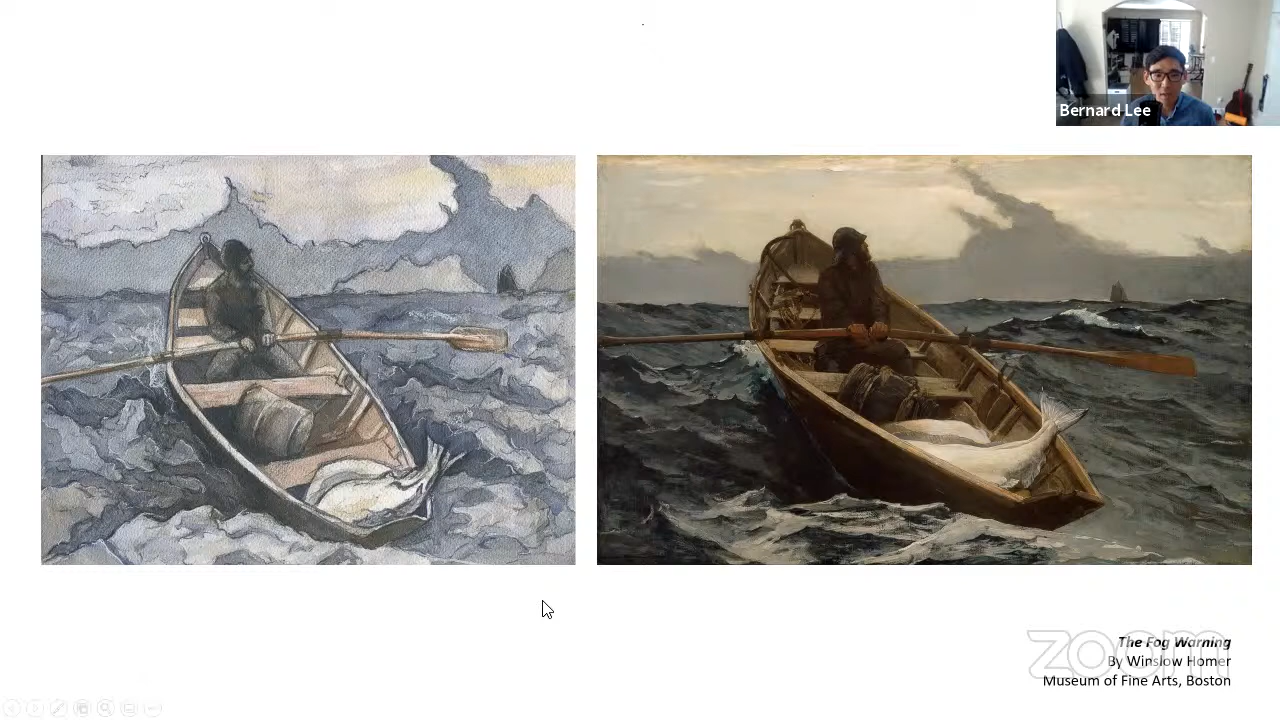 Bernard Lee
zoom
The Fog Warning
By Winslow Homer
Museum of Fine Arts, Boston